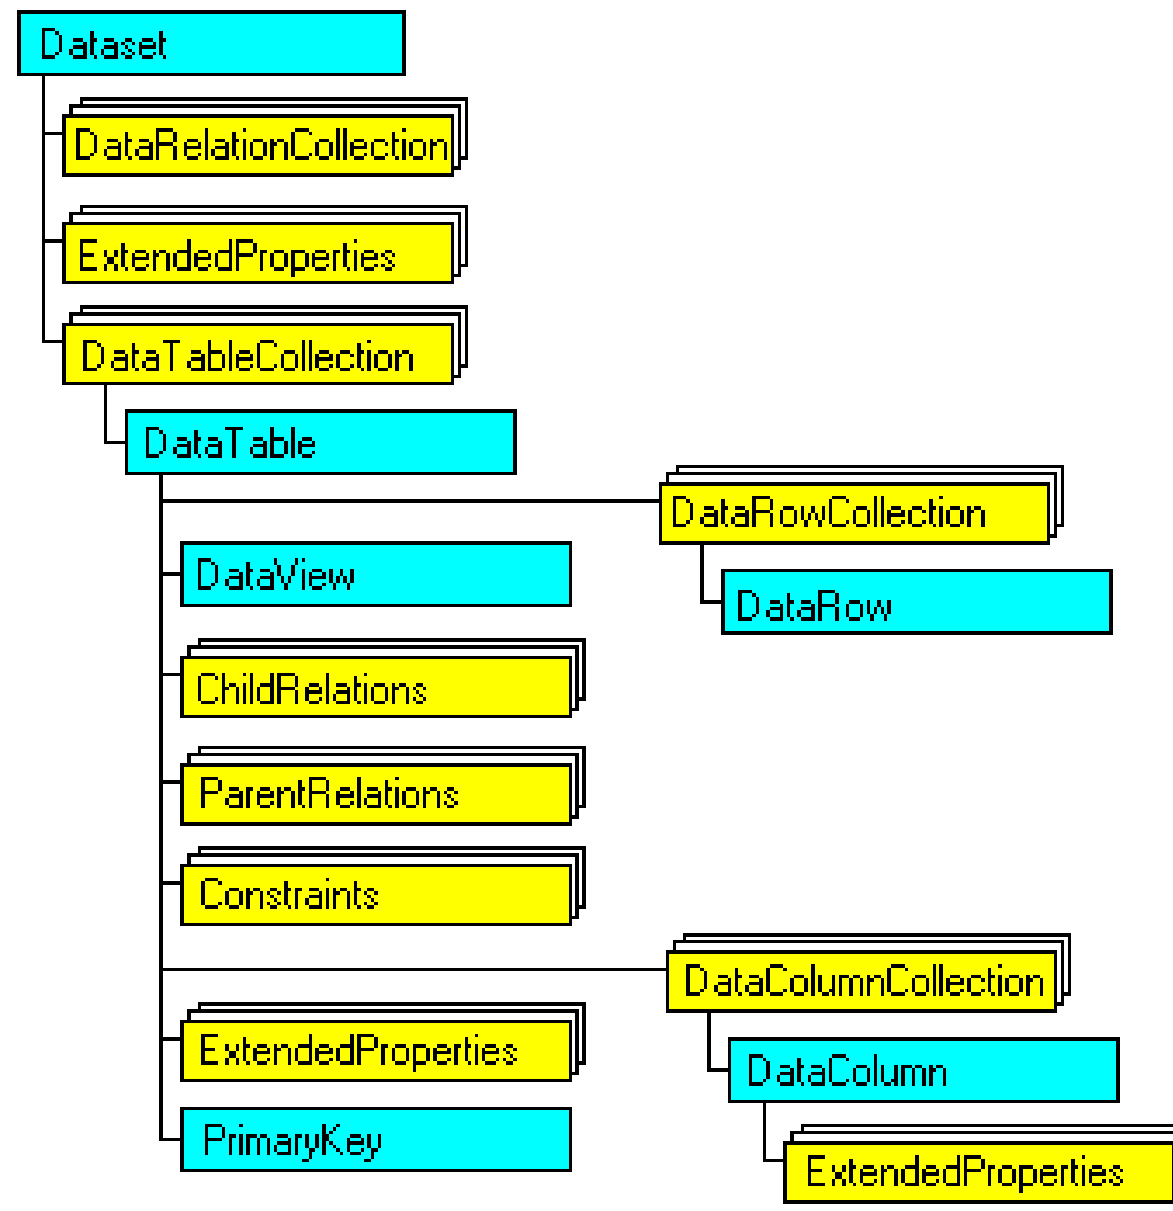 Dataset
DataRelationCollection
ExtendedProperties
DataTableCollection
DataTable
DataRowCollection
DataView
DataRow
ChildRelations
ParentRelations
Constraints
DataColumnCollection
ExtendedProperties
DataColumn
PrimaryKey
ExtendedProperties